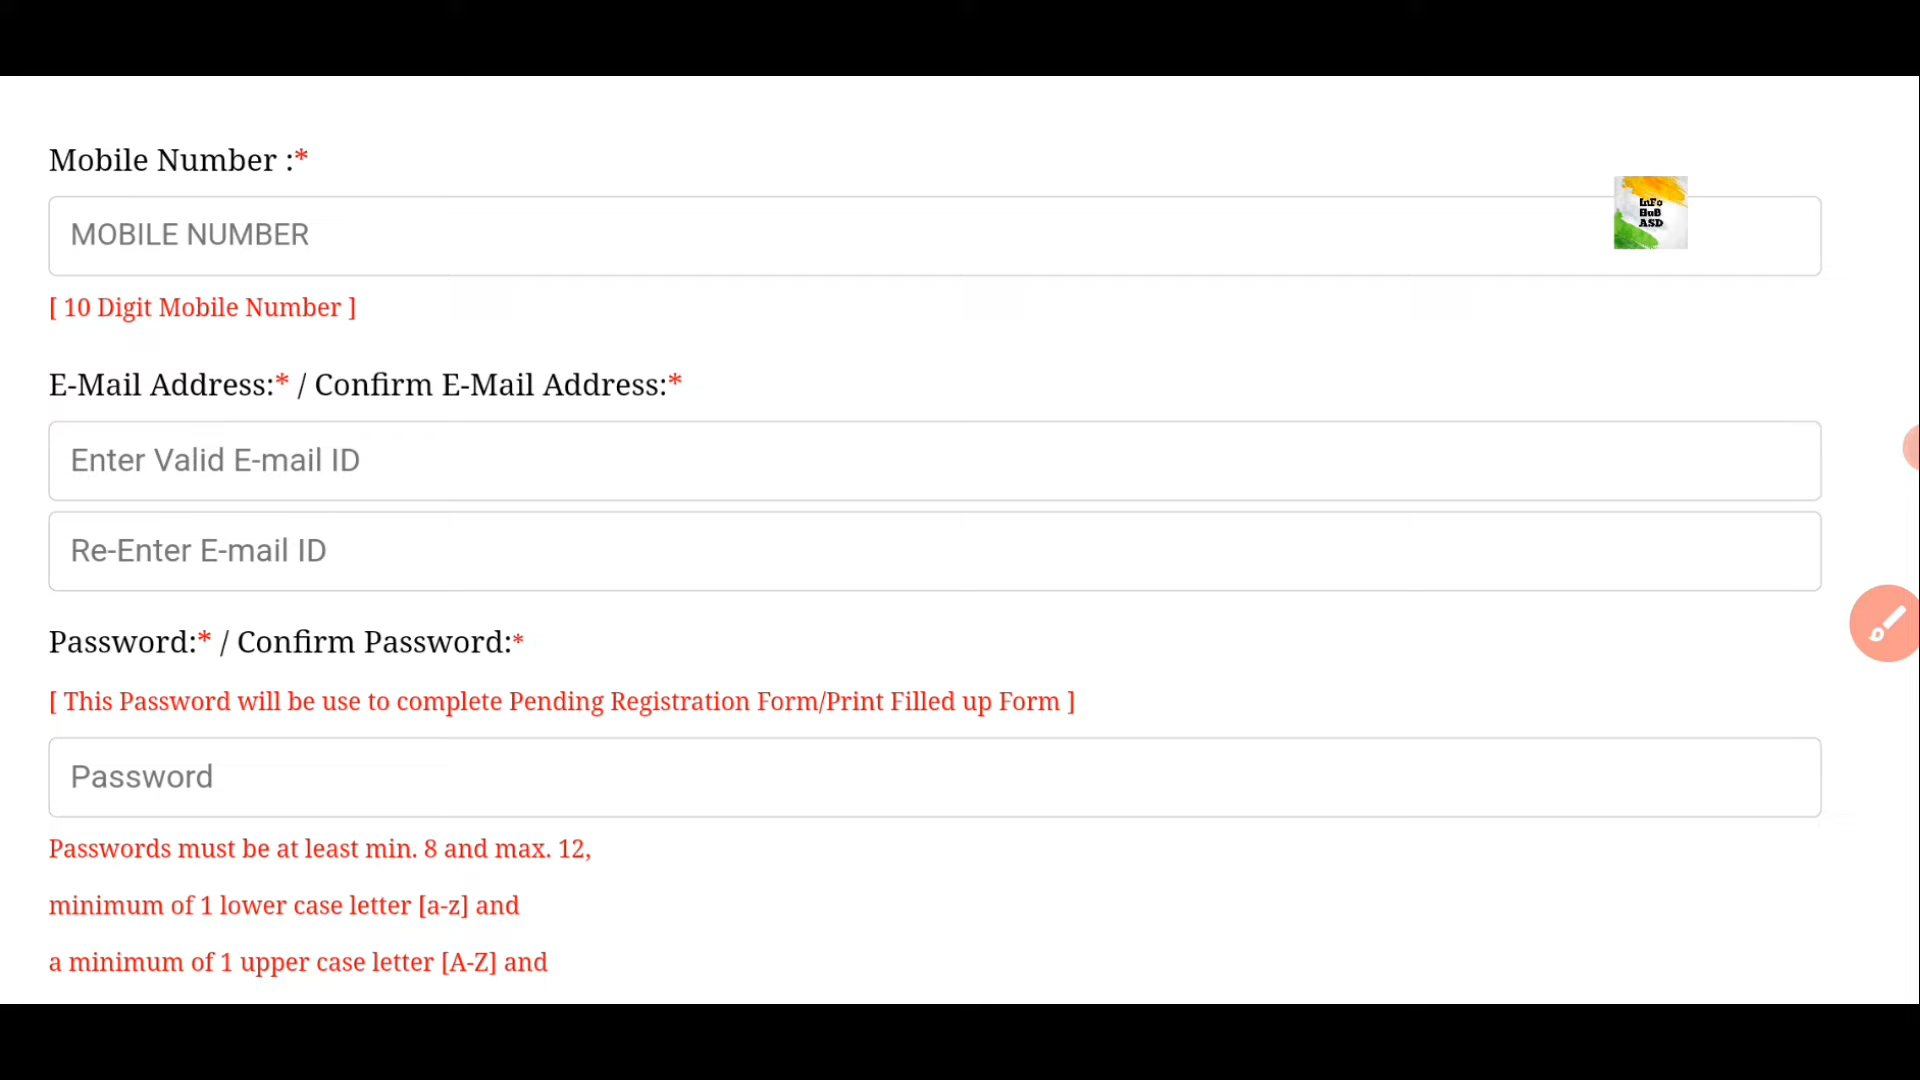 Mobile Number :*
MOBILE NUMBER
InFo
HuB
ASD
[ 10 Digit Mobile Number ]
E-Mail Address:* / Confirm E-Mail Address:*
Enter Valid E-mail ID
Re-Enter E-mail ID
Password:* / Confirm Password:*
[ This Password will be use to complete Pending Registration Form/Print Filled up Form ]
Password
Passwords must be at least min. 8 and max. 12,
minimum of 1 lower case letter [a-z] and
a minimum of 1 upper case letter [A-Z] and